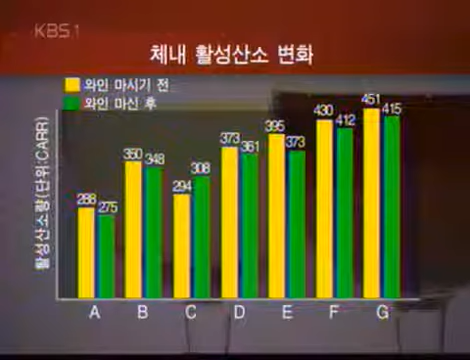 KBS 1
체내 활성산소 변화
와인 마시기 전
와인 마신 후
활성산소량(단위:CARR)
288 275 350 348 294 308 373 361 395 373 430 412 451 415
A B C D E F G